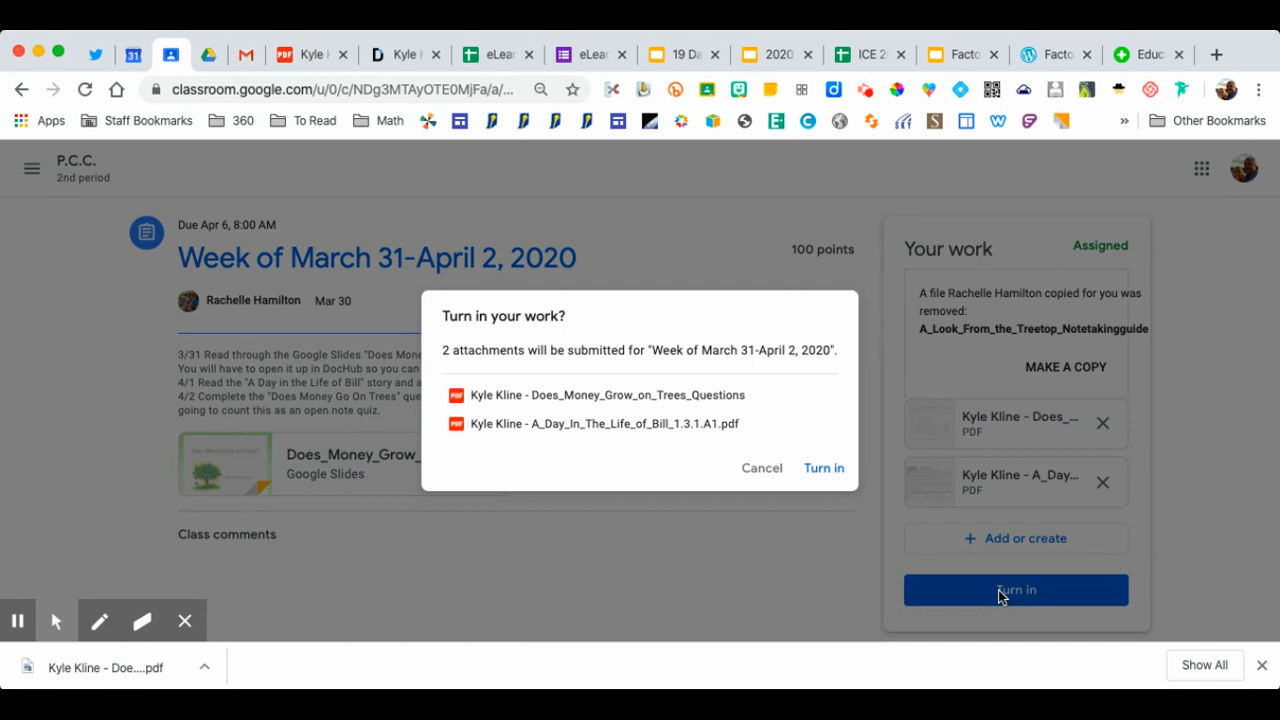 31
Kyle H
Kyle H
eLear
eLear
19 Da
2020
ICE 2
Facto
Facto
Educ
classroom.google.com/u/0/c/NDg3MTAyOTE0MjFa/a/...
Apps
Staff Bookmarks
360
To Read
Math
Other Bookmarks
P.C.C.
2nd period
Due Apr 6, 8:00 AM
Week of March 31-April 2, 2020
100 points
Rachelle Hamilton Mar 30
3/31 Read through the Google Slides "Does Mone
You will have to open it up in DocHub so you can
4/1 Read the "A Day in the Life of Bill" story and a
4/2 Complete the "Does Money Go On Trees" que
going to count this as an open note quiz.
Does_Money_Grow_
Google Slides
Class comments
Turn in your work?
2 attachments will be submitted for "Week of March 31-April 2, 2020".
PDF Kyle Kline - Does_Money_Grow_on_Trees_Questions
PDF Kyle Kline - A_Day_In_The_Life_of_Bill_1.3.1.A1.pdf
Cancel Turn in
Your work Assigned
A file Rachelle Hamilton copied for you was
removed:
A_Look_From_the_Treetop_Notetakingguide
MAKE A COPY
Kyle Kline - Does_...
PDF
Kyle Kline - A_Day...
PDF
+ Add or create
Turn in
Kyle Kline - Doe....pdf
Show All